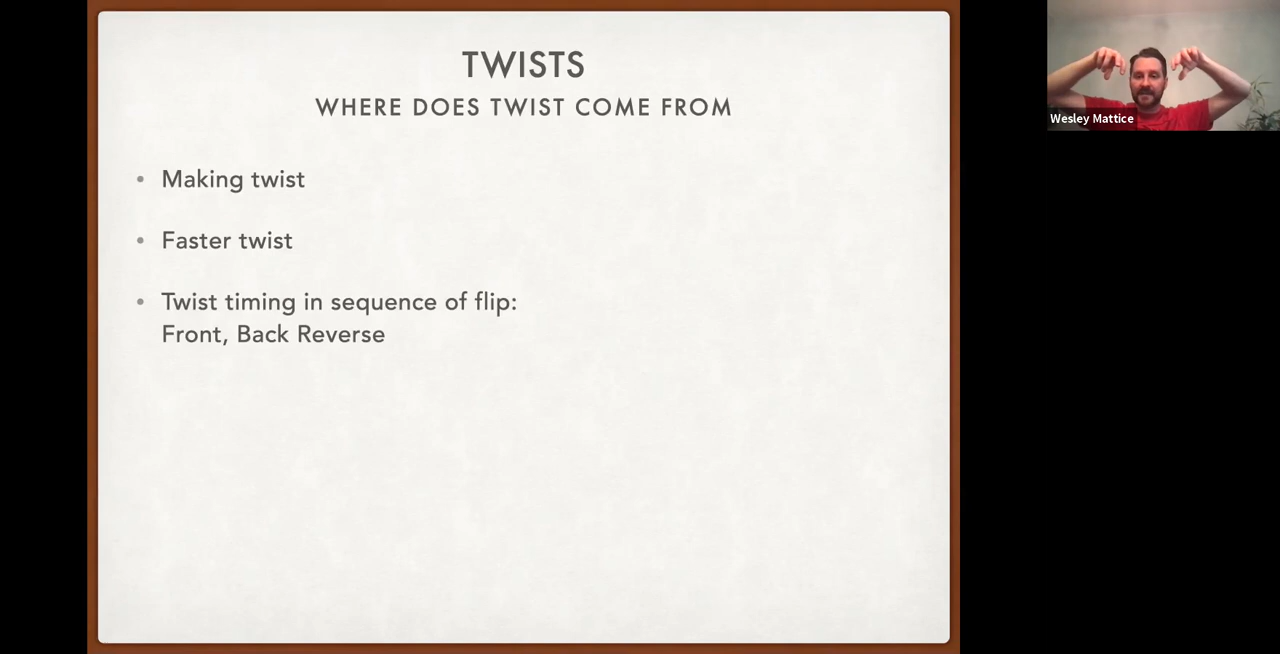 TWISTS
WHERE DOES TWIST COME FROM
• Making twist
• Faster twist
• Twist timing in sequence of flip:
Front, Back Reverse
Wesley Mattice